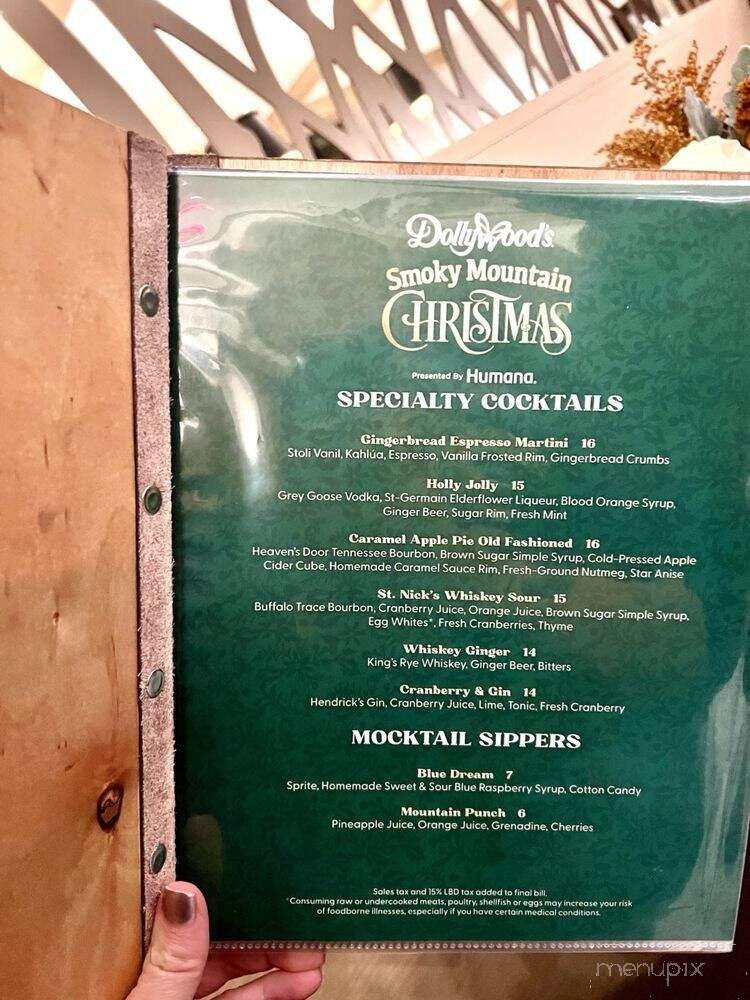 Dollywood's
Smoky Mountain
CHRISTMAS
Presented By Humana.
SPECIALTY COCKTAILS
Gingerbread Espresso Martini 16
Stoli Vanil, Kahlúa, Espresso, Vanilla Frosted Rim, Gingerbread Crumbs
Holly Jolly 15
Grey Goose Vodka, St-Germain Elderflower Liqueur, Blood Orange Syrup,
Ginger Beer, Sugar Rim, Fresh Mint
Caramel Apple Pie Old Fashioned 16
Heaven's Door Tennessee Bourbon, Brown Sugar Simple Syrup, Cold-Pressed Apple
Cider Cube, Homemade Caramel Sauce Rim, Fresh-Ground Nutmeg, Star Anise
St. Nick's Whiskey Sour 15
Buffalo Trace Bourbon, Cranberry Juice, Orange Juice, Brown Sugar Simple Syrup,
Egg Whites*, Fresh Cranberries, Thyme
Whiskey Ginger 14
King's Rye Whiskey, Ginger Beer, Bitters
Cranberry & Gin 14
Hendrick's Gin, Cranberry Juice, Lime, Tonic, Fresh Cranberry
MOCKTAIL SIPPERS
Blue Dream 7
Sprite, Homemade Sweet & Sour Blue Raspberry Syrup, Cotton Candy
Mountain Punch 6
Pineapple Juice, Orange Juice, Grenadine, Cherries
Sales tax and 15% LBD tax added to final bill.
*Consuming raw or undercooked meats, poultry, shellfish or eggs may increase your risk
of foodborne illnesses, especially if you have certain medical conditions.
menupix